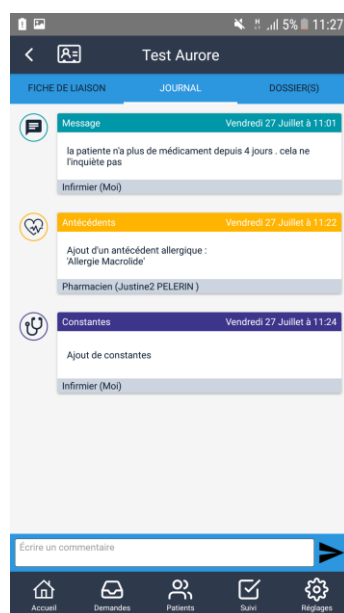 5% 11:27
Test Aurore
FICHE DE LIAISON JOURNAL DOSSIER(S)
Message Vendredi 27 Juillet à 11:01
la patiente n'a plus de médicament depuis 4 jours . cela ne
l'inquiète pas
Infirmier (Moi)
Antécédents Vendredi 27 Juillet à 11:22
Ajout d'un antécédent allergique :
'Allergie Macrolide'
Pharmacien (Justine2 PELERIN )
Constantes Vendredi 27 Juillet à 11:24
Ajout de constantes
Infirmier (Moi)
Écrire un commentaire
Accueil Demandes Patients Suivi Réglages